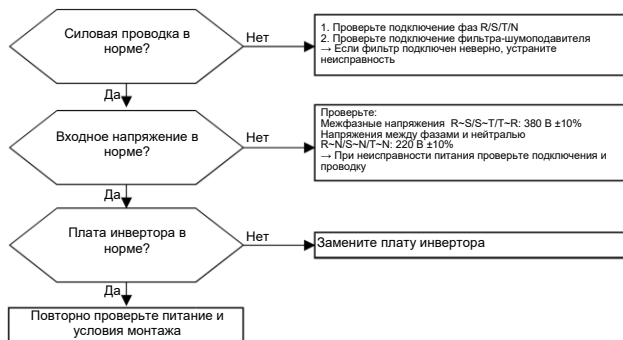 Силовая проводка в
норме?
Нет
1. Проверьте подключение фаз R/S/T/N
2. Проверьте подключение фильтра-шумоподавителя
→ Если фильтр подключен неверно, устраните
неисправность
Да
Входное напряжение в
норме?
Нет
Проверьте:
Межфазные напряжения R~S/S~T/T~R: 380 В ±10%
Напряжения между фазами и нейтралью
R~N/S~N/T~N: 220 В ±10%
→ При неисправности питания проверьте подключения и
проводку
Да
Плата инвертора в
норме?
Нет
Замените плату инвертора
Да
Повторно проверьте питание и
условия монтажа